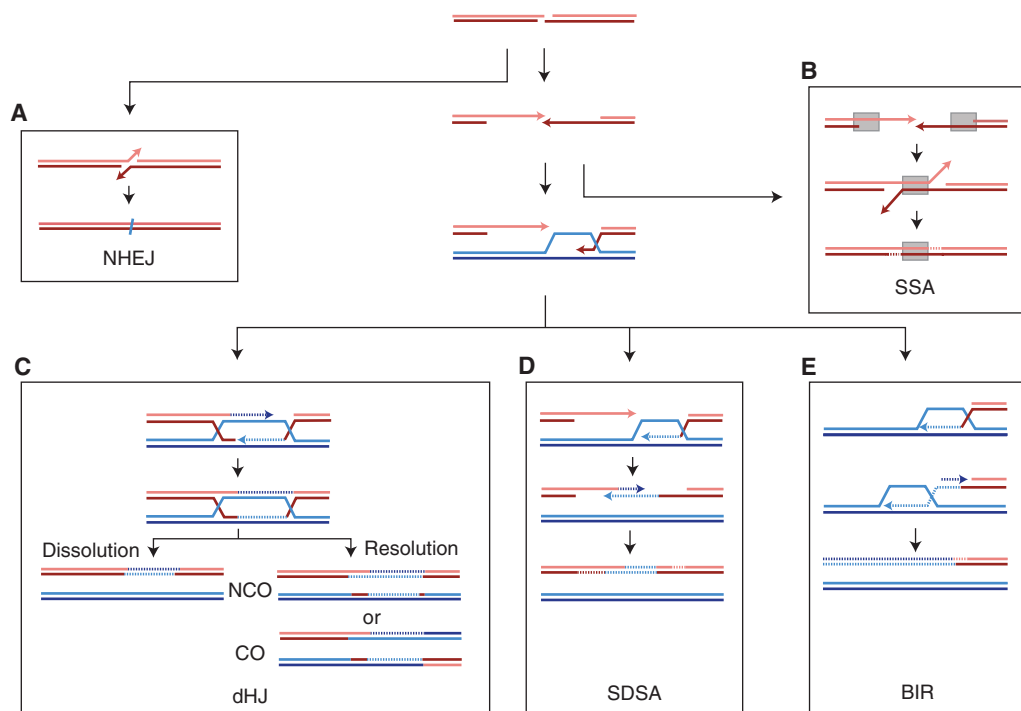 A
NHEJ
B
SSA
C
Dissolution
Resolution
NCO
or
CO
dHJ
D
SDSA
E
BIR